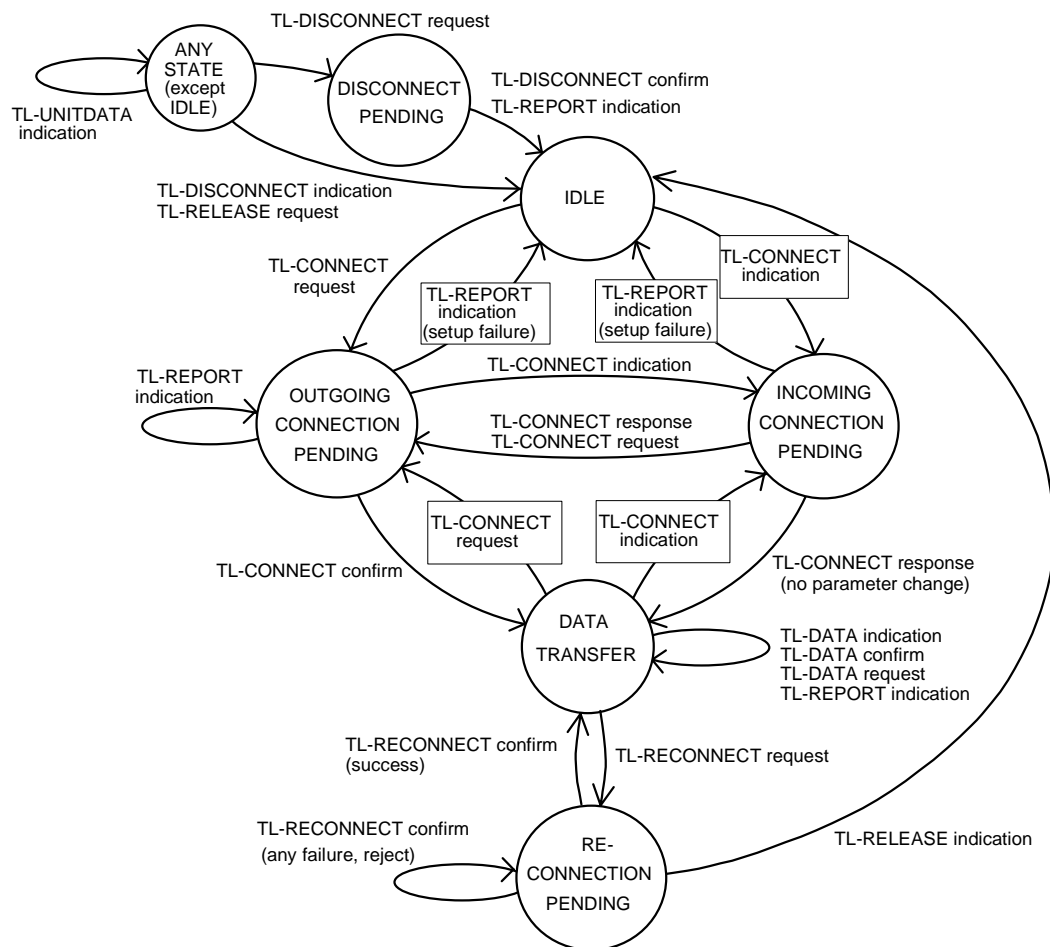 TL-DISCONNECT request
ANY
STATE
(except
IDLE)
TL-UNITDATA
indication
DISCONNECT
PENDING
TL-DISCONNECT confirm
TL-REPORT indication
TL-DISCONNECT indication
TL-RELEASE request
IDLE
TL-CONNECT
request
TL-REPORT
indication
(setup failure)
TL-REPORT
indication
(setup failure)
TL-CONNECT
indication
TL-REPORT
indication
OUTGOING
CONNECTION
PENDING
TL-CONNECT indication
TL-CONNECT response
TL-CONNECT request
INCOMING
CONNECTION
PENDING
TL-CONNECT
request
TL-CONNECT
indication
TL-CONNECT confirm
TL-CONNECT response
(no parameter change)
DATA
TRANSFER
TL-DATA indication
TL-DATA confirm
TL-DATA request
TL-REPORT indication
TL-RECONNECT confirm
(success)
TL-RECONNECT request
TL-RECONNECT confirm
(any failure, reject)
RE-
CONNECTION
PENDING
TL-RELEASE indication